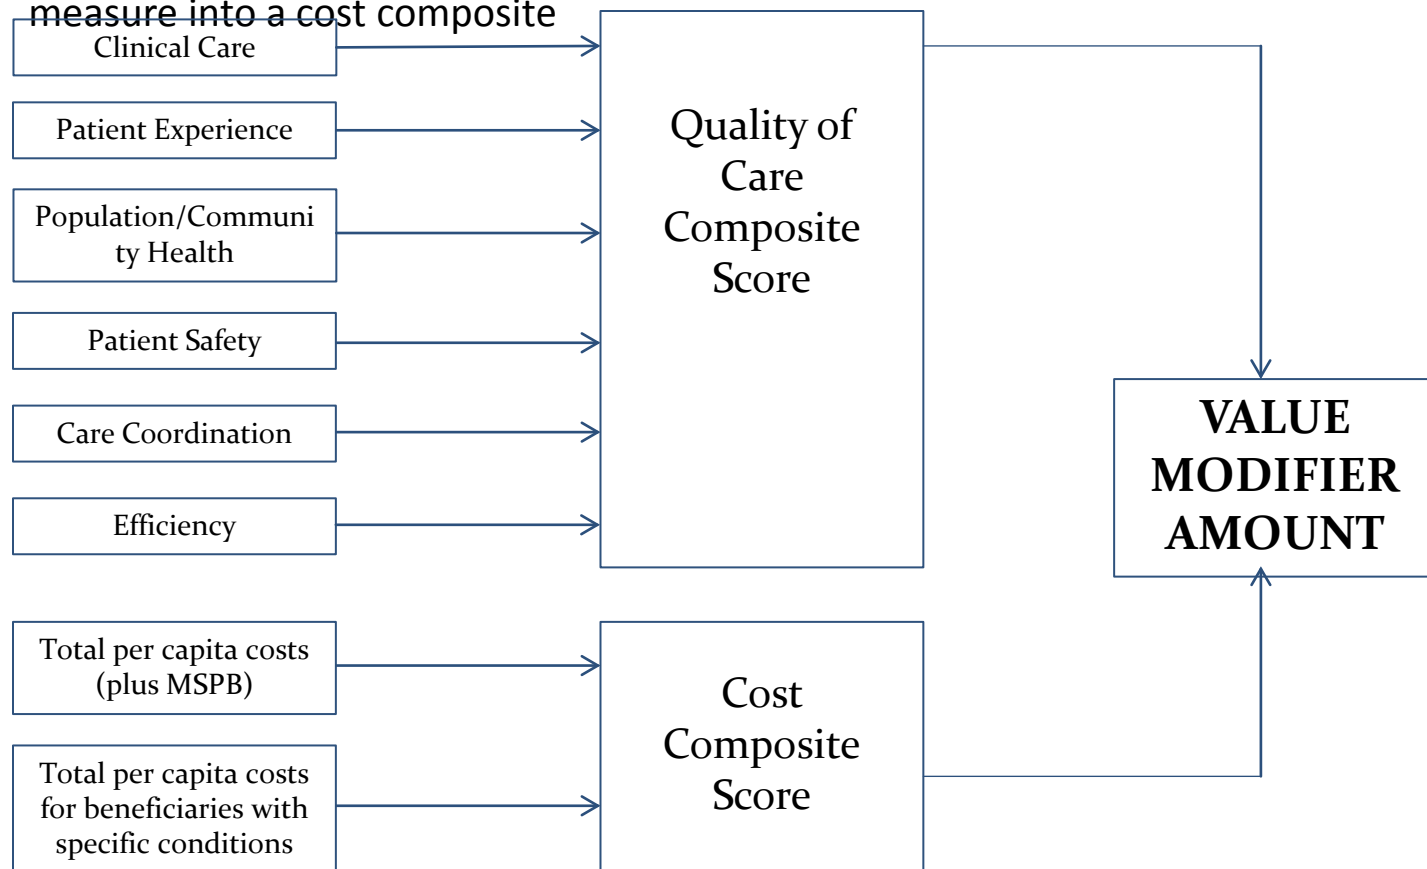 measure into a cost composite
Clinical Care
Patient Experience
Population/Communi
ty Health
Patient Safety
Care Coordination
Efficiency
Quality of
Care
Composite
Score
VALUE
MODIFIER
AMOUNT
Total per capita costs
(plus MSPB)
Total per capita costs
for beneficiaries with
specific conditions
Cost
Composite
Score